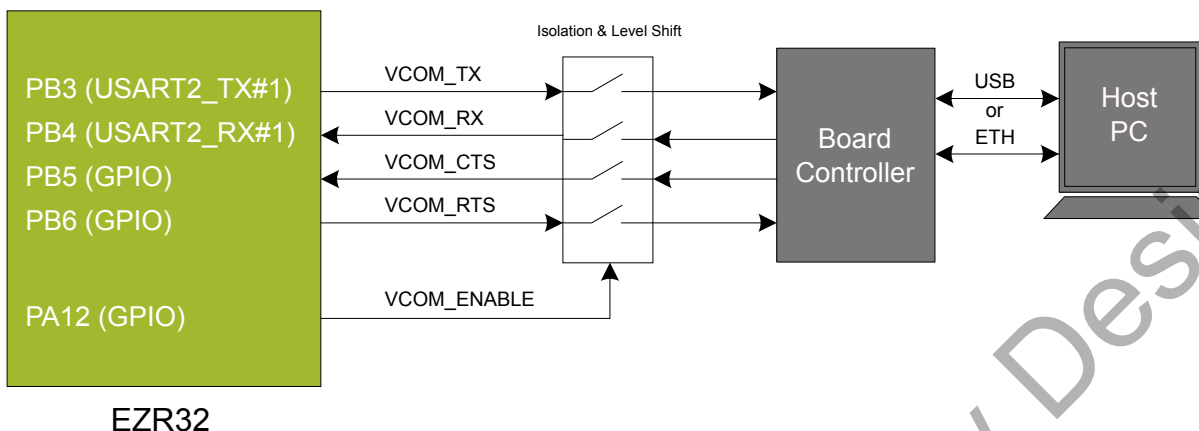 Isolation & Level Shift
PB3 (USART2_TX#1)
VCOM_TX
PB4 (USART2_RX#1)
VCOM_RX
PB5 (GPIO)
VCOM_CTS
PB6 (GPIO)
VCOM_RTS
PA12 (GPIO)
VCOM_ENABLE
Board
Controller
USB
or
ETH
Host
PC
EZR32